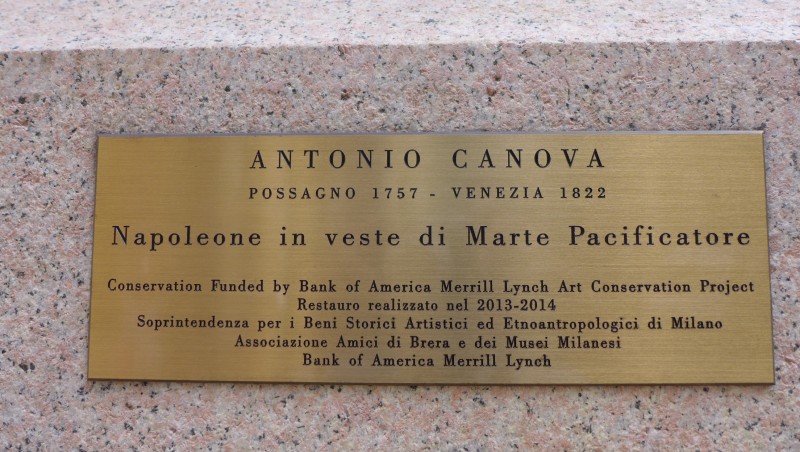 ANTONIO CANOVA
POSSAGNO 1757 - VENEZIA 1822
Napoleone in veste di Marte Pacificatore
Conservation Funded by Bank of America Merrill Lynch Art Conservation Project
Restauro realizzato nel 2013-2014
Soprintendenza per i Beni Storici Artistici ed Etnoantropologici di Milano
Associazione Amici di Brera e dei Musei Milanesi
Bank of America Merrill Lynch